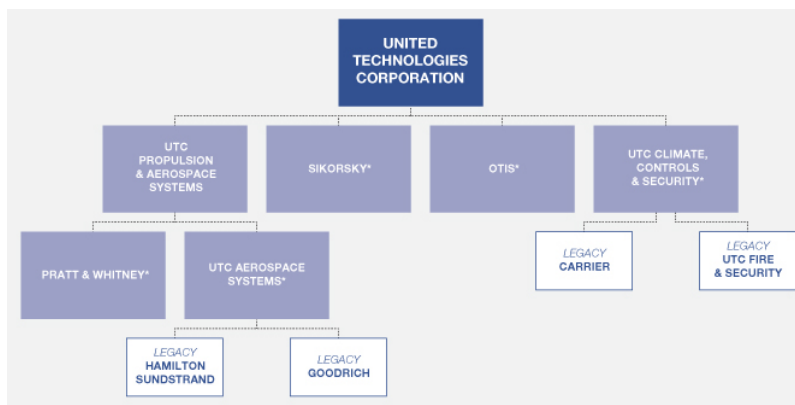 UNITED
TECHNOLOGIES
CORPORATION
UTC
PROPULSION
& AEROSPACE
SYSTEMS
SIKORSKY*
OTIS*
UTC CLIMATE,
CONTROLS
& SECURITY*
PRATT & WHITNEY*
UTC AEROSPACE
SYSTEMS*
LEGACY
CARRIER
LEGACY
UTC FIRE
& SECURITY
LEGACY
HAMILTON
SUNDSTRAND
LEGACY
GOODRICH